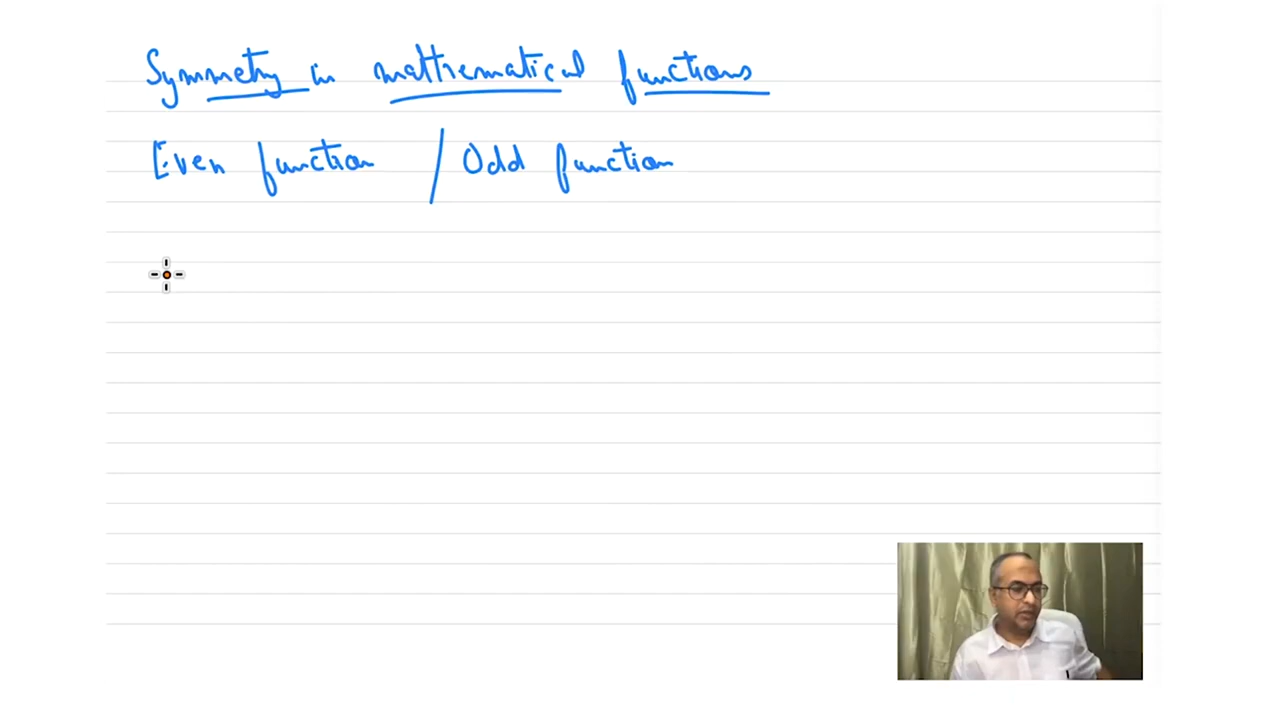 Symmetry in mathematical functions
Even function / Odd function